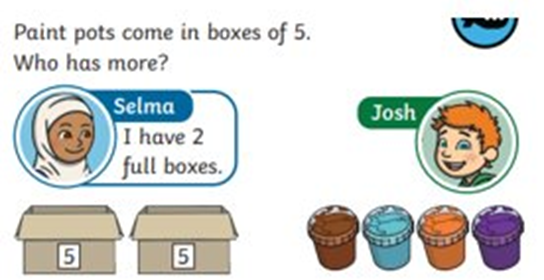 Paint pots come in boxes of 5.
Who has more?
Selma
I have 2
full boxes.
Josh
5
5